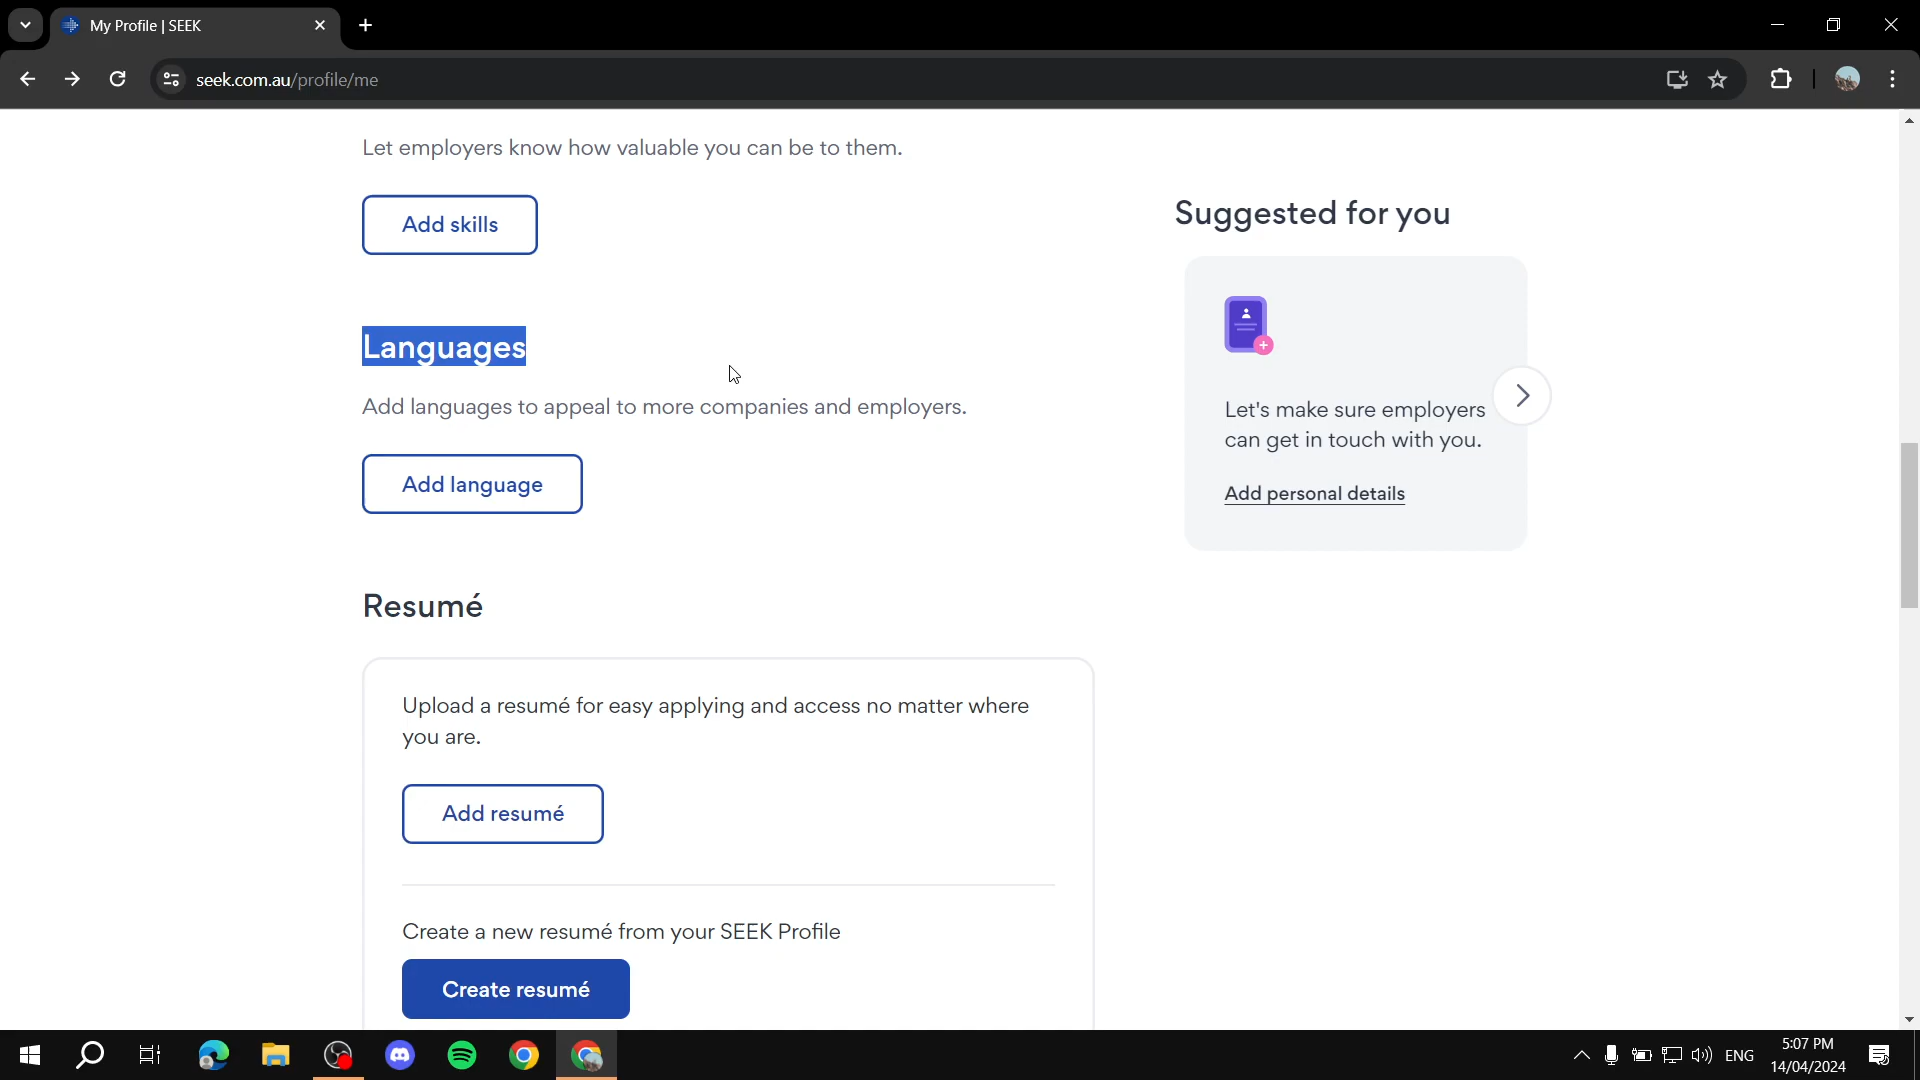 My Profile | SEEK
seek.com.au/profile/me
Let employers know how valuable you can be to them.
Add skills
Languages
Add languages to appeal to more companies and employers.
Add language
Resumé
Upload a resumé for easy applying and access no matter where
you are.
Add resumé
Create a new resumé from your SEEK Profile
Create resumé
Suggested for you
Let's make sure employers
can get in touch with you.
Add personal details
ENG
5:07 PM
14/04/2024